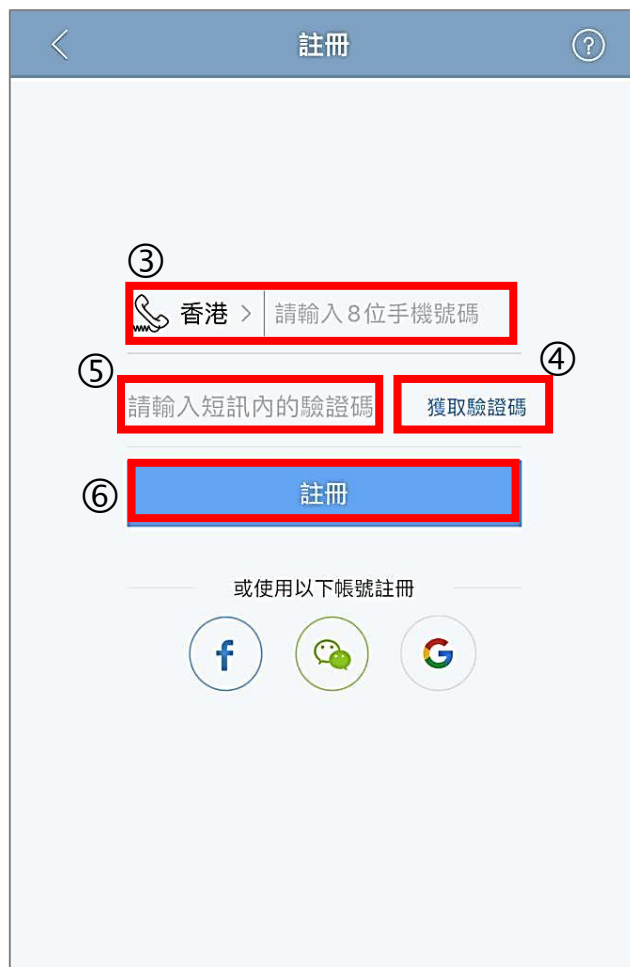 註冊
③
香港 > 請輸入8位手機號碼
④
⑤
請輸入短訊內的驗證碼 獲取驗證碼
⑥ 註冊
或使用以下帳號註冊